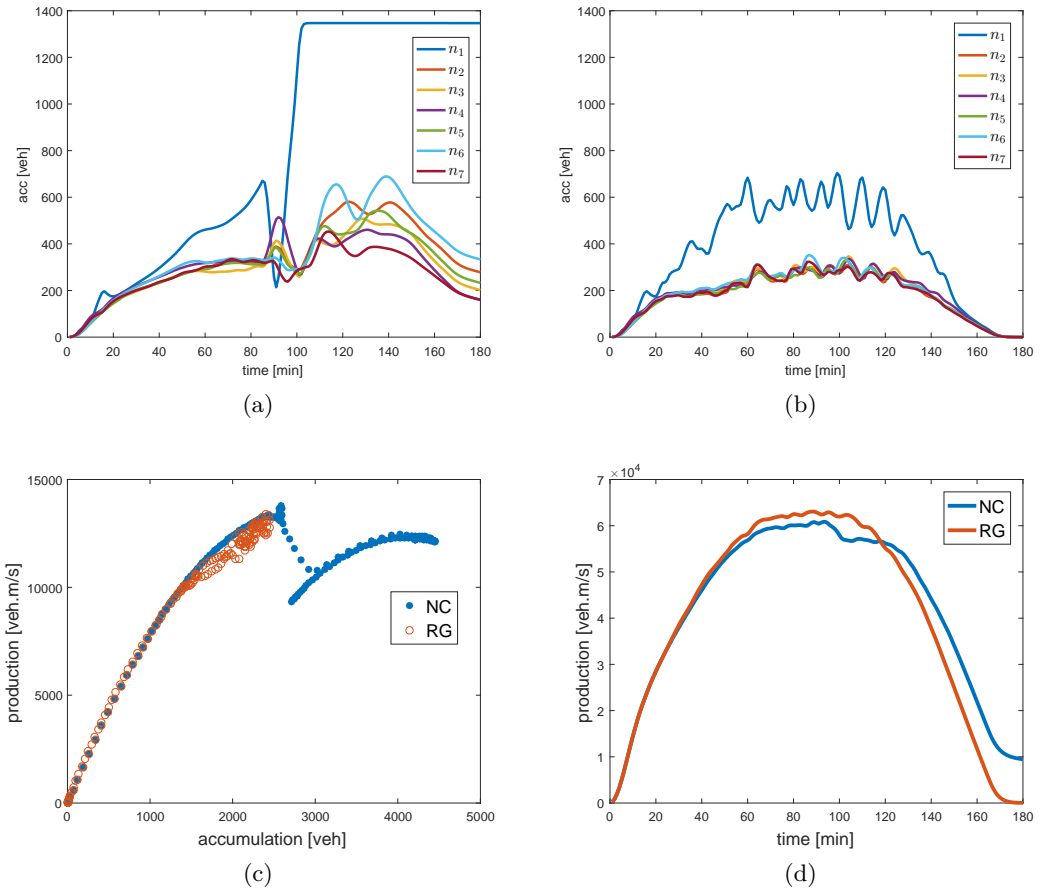 1400
1200
1000
800
600
400
200
0
acc [veh]
0 20 40 60 80 100 120 140 160 180
time [min]
n1
n2
n3
n4
n5
n6
n7
(a)
1400
1200
1000
800
600
400
200
0
acc [veh]
0 20 40 60 80 100 120 140 160 180
time [min]
n1
n2
n3
n4
n5
n6
n7
(b)
15000
10000
5000
0
production [veh.m/s]
0 1000 2000 3000 4000 5000
accumulation [veh]
NC
RG
(c)
× 10^4
7
6
5
4
3
2
1
0
production [veh.m/s]
0 20 40 60 80 100 120 140 160 180
time [min]
NC
RG
(d)